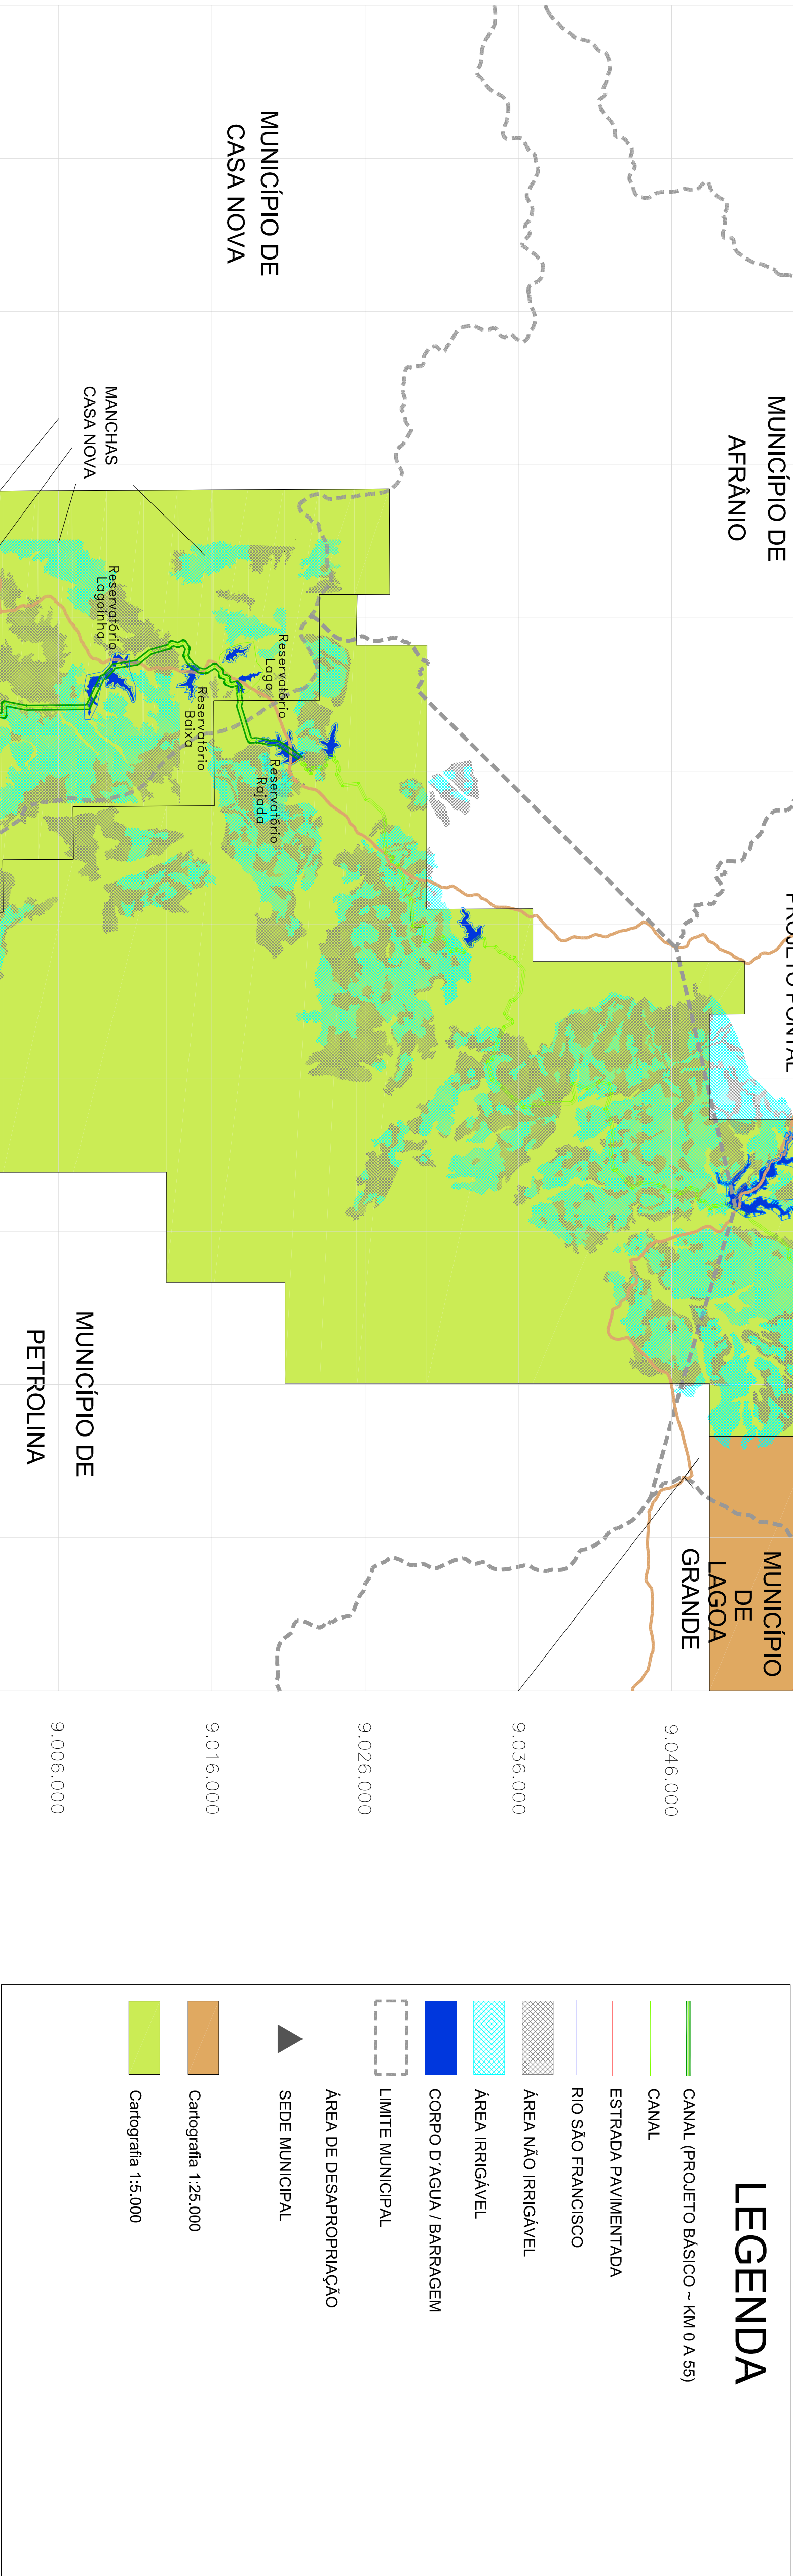 MUNICÍPIO DE
AFRÂNIO
MUNICÍPIO DE
CASA NOVA
MANCHAS
CASA NOVA
Reservatório
Lagoinha
Reservatório
Lago
Reservatório
Baixa
Reservatório
Rajada
PROJETO PONTAL
MUNICÍPIO DE
PETROLINA
MUNICÍPIO
DE
LAGOA
GRANDE
9.046.000
9.036.000
9.026.000
9.016.000
9.006.000
LEGENDA
CANAL (PROJETO BÁSICO ~ KM 0 A 55)
CANAL
ESTRADA PAVIMENTADA
RIO SÃO FRANCISCO
ÁREA NÃO IRRIGÁVEL
ÁREA IRRIGÁVEL
CORPO D´AGUA / BARRAGEM
LIMITE MUNICIPAL
ÁREA DE DESAPROPRIAÇÃO
SEDE MUNICIPAL
Cartografia 1:25.000
Cartografia 1:5.000